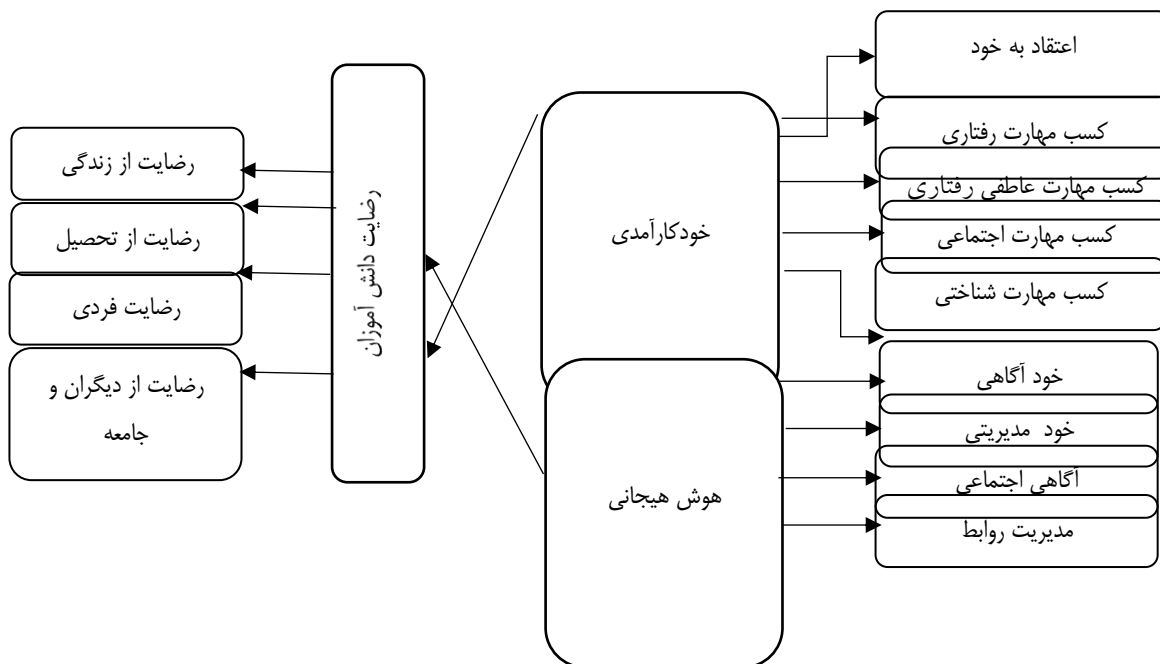 اعتقاد به خود
کسب مهارت رفتاری
کسب مهارت عاطفی رفتاری
کسب مهارت اجتماعی
کسب مهارت شناختی
خود آگاهی
خود مدیریتی
آگاهی اجتماعی
مدیریت روابط
خودکارآمدی
هوش هیجانی
رضایت دانش آموزان
رضایت از زندگی
رضایت از تحصیل
رضایت فردی
رضایت از دیگران و
جامعه